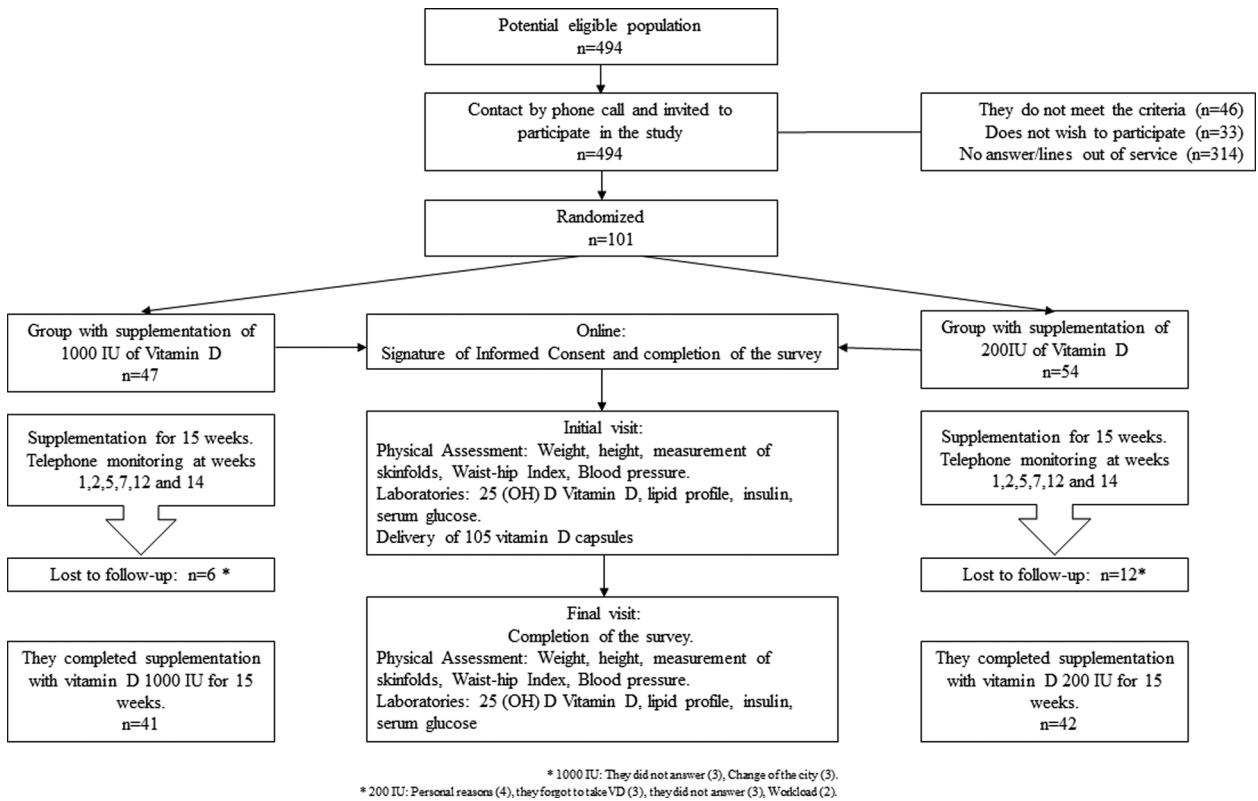 Potential eligible population
n=494
Contact by phone call and invited to
participate in the study
n=494
They do not meet the criteria (n=46)
Does not wish to participate (n=33)
No answer/lines out of service (n=314)
Randomized
n=101
Group with supplementation of
1000 IU of Vitamin D
n=47
Online:
Signature of Informed Consent and completion of the survey
Group with supplementation of
200IU of Vitamin D
n=54
Supplementation for 15 weeks.
Telephone monitoring at weeks
1,2,5,7,12 and 14
Initial visit:
Physical Assessment: Weight, height, measurement of
skinfolds, Waist-hip Index, Blood pressure.
Laboratories: 25 (OH) D Vitamin D, lipid profile, insulin,
serum glucose.
Delivery of 105 vitamin D capsules
Supplementation for 15 weeks.
Telephone monitoring at weeks
1,2,5,7,12 and 14
Lost to follow-up: n=6 *
Lost to follow-up: n=12*
Final visit:
Completion of the survey.
Physical Assessment: Weight, height, measurement of
skinfolds, Waist-hip Index, Blood pressure.
Laboratories: 25 (OH) D Vitamin D, lipid profile, insulin,
serum glucose
They completed supplementation
with vitamin D 1000 IU for 15
weeks.
n=41
They completed supplementation
with vitamin D 200 IU for 15
weeks.
n=42
* 1000 IU: They did not answer (3), Change of the city (3).
* 200 IU: Personal reasons (4), they forgot to take VD (3), they did not answer (3), Workload (2).